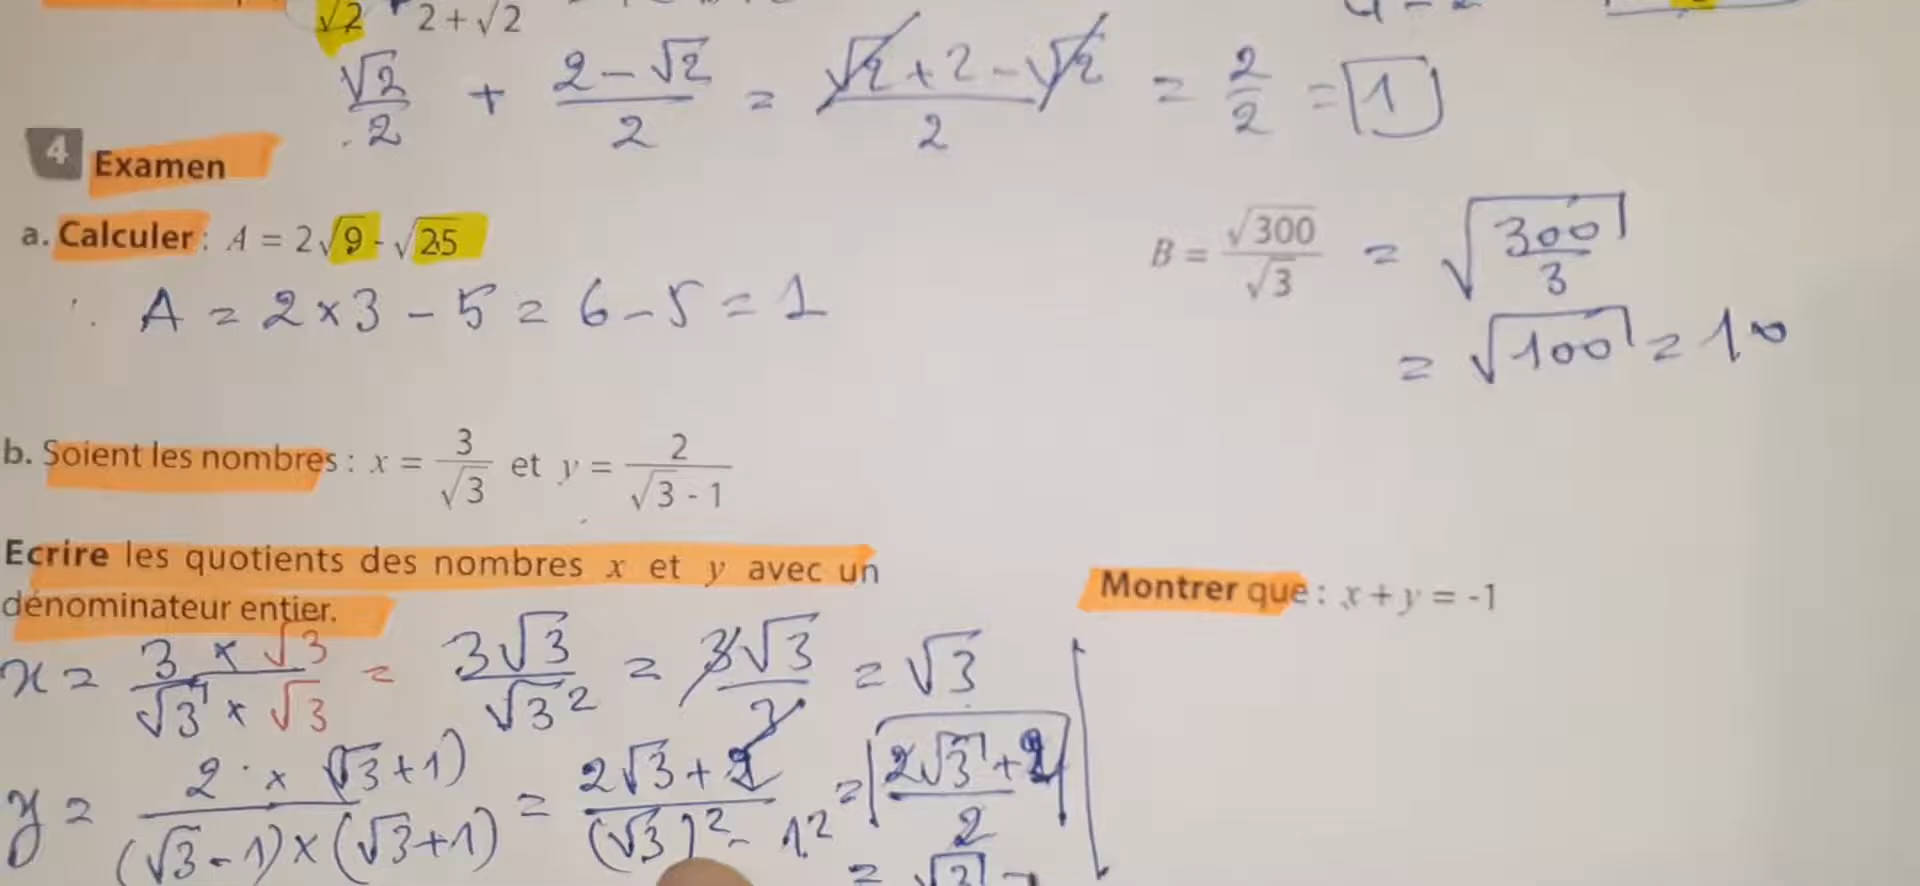 √2 2 + √2
√2/2 + (2 - √2)/2 = (√2 + 2 - √2)/2 = 2/2 = 1
4 Examen
a. Calculer : A = 2√9 - √25
B = √300/√3 = √(300/3)
A = 2 × 3 - 5 = 6 - 5 = 1
= √100 = 10
b. Soient les nombres : x = 3/√3 et y = 2/(√3 - 1)
Ecrire les quotients des nombres x et y avec un
dénominateur entier.
Montrer que : x + y = -1
x = (3 × √3)/(√3 × √3) = 3√3/√3² = 3√3/3 = √3
y = (2 × (√3+1))/((√3-1)×(√3+1)) = (2√3 + 2)/((√3)² - 1²) = (2√3 + 2)/2
= √3